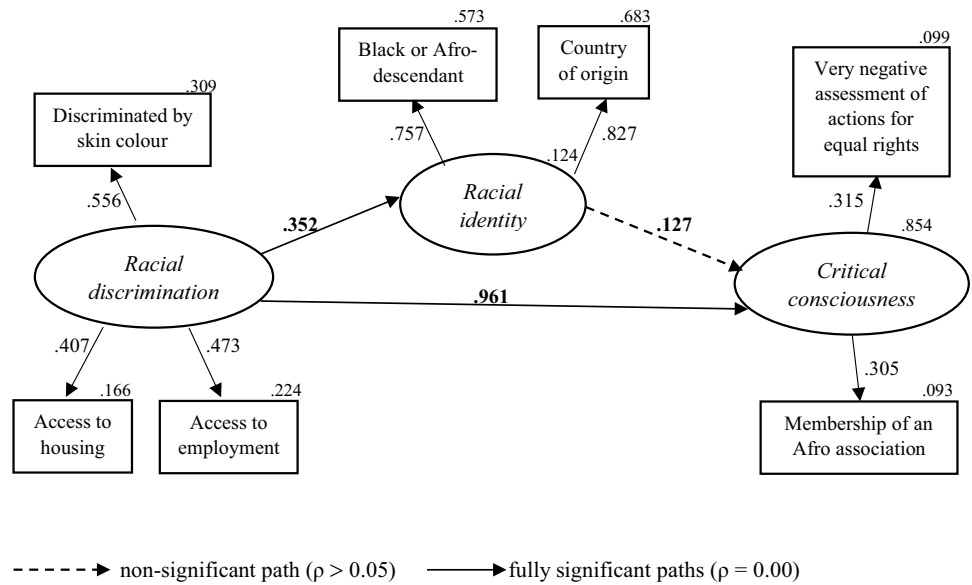 .573
Black or Afro-
descendant
.683
Country
of origin
.099
Very negative
assessment of
actions for
equal rights
.309
Discriminated by
skin colour
.757
.827
.124
.556
.315
Racial
identity
.854
.352
.127
Racial
discrimination
Critical
consciousness
.961
.407
.473
.305
.166
Access to
housing
.224
Access to
employment
.093
Membership of an
Afro association
non-significant path (ρ > 0.05)
fully significant paths (ρ = 0.00)